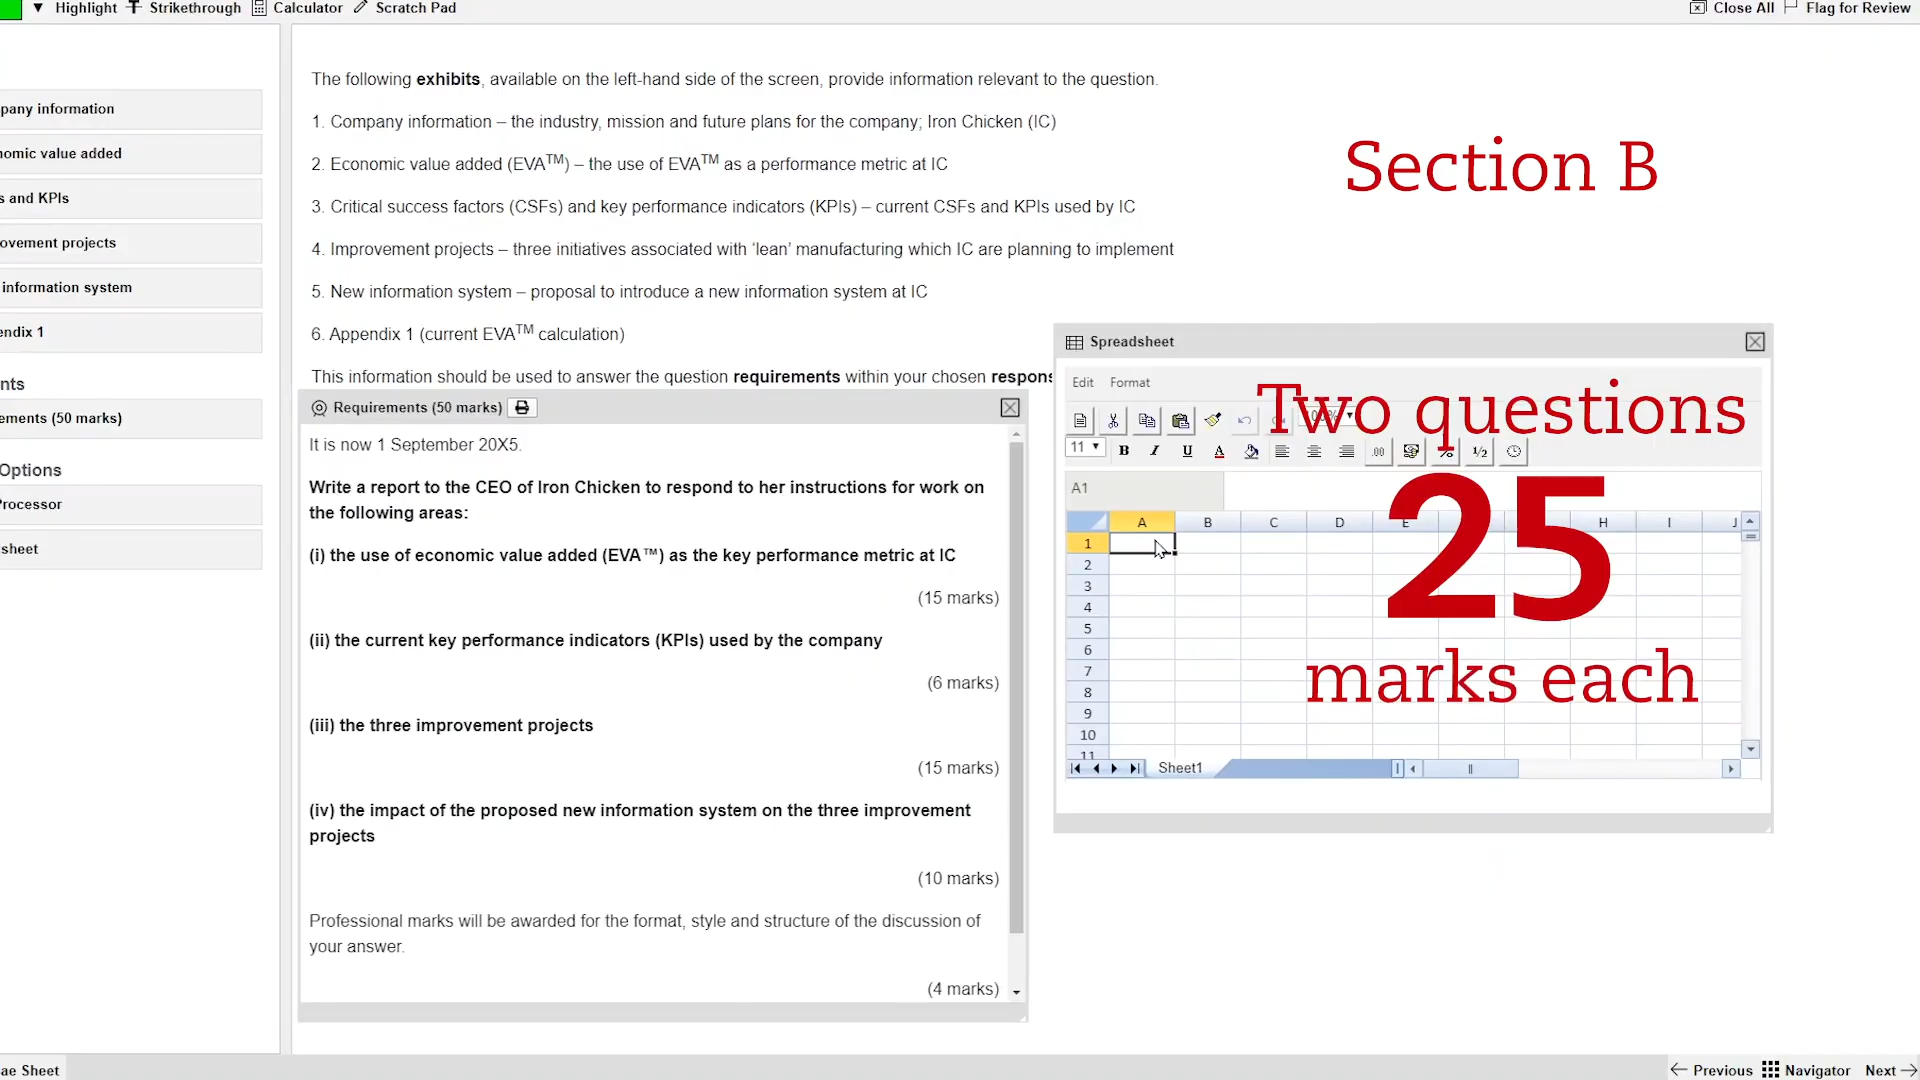 Highlight Strikethrough Calculator Scratch Pad Close All Flag for Review
pany information
nomic value added
s and KPIs
ovement projects
information system
endix 1
nts
ements (50 marks)
Options
Processor
sheet
The following exhibits, available on the left-hand side of the screen, provide information relevant to the question.
1. Company information – the industry, mission and future plans for the company; Iron Chicken (IC)
2. Economic value added (EVA™) – the use of EVA™ as a performance metric at IC
3. Critical success factors (CSFs) and key performance indicators (KPIs) – current CSFs and KPIs used by IC
4. Improvement projects – three initiatives associated with ‘lean’ manufacturing which IC are planning to implement
5. New information system – proposal to introduce a new information system at IC
6. Appendix 1 (current EVA™ calculation)
This information should be used to answer the question requirements within your chosen respons
Requirements (50 marks)
It is now 1 September 20X5.
Write a report to the CEO of Iron Chicken to respond to her instructions for work on
the following areas:
(i) the use of economic value added (EVA™) as the key performance metric at IC
(15 marks)
(ii) the current key performance indicators (KPIs) used by the company
(6 marks)
(iii) the three improvement projects
(15 marks)
(iv) the impact of the proposed new information system on the three improvement
projects
(10 marks)
Professional marks will be awarded for the format, style and structure of the discussion of
your answer.
(4 marks)
Section B
Spreadsheet
Edit Format
100%
11 B I U A .00 % 1/2
A1
A B C D E H I J
1
2
3
4
5
6
7
8
9
10
11
Sheet1
Two questions
25
marks each
ae Sheet
Previous Navigator Next